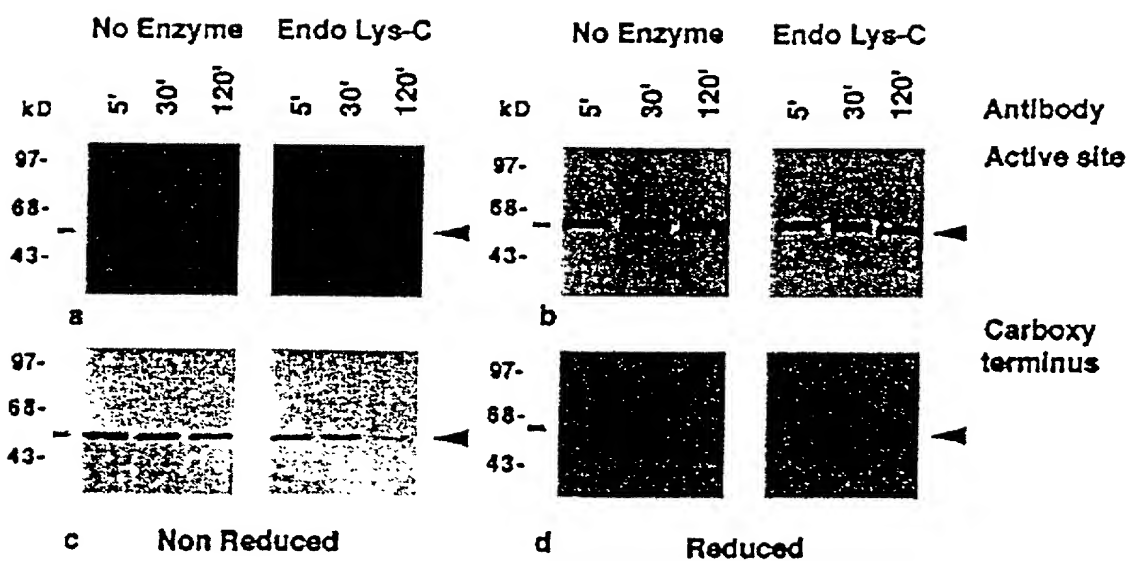 No Enzyme Endo Lys-C No Enzyme Endo Lys-C
kD 5' 30' 120' 5' 30' 120' kD 5' 30' 120' 5' 30' 120' Antibody
97- 97- Active site
68- 68-
43- 43-
a b
Carboxy
terminus
97- 97-
68- 68-
43- 43-
c Non Reduced d Reduced